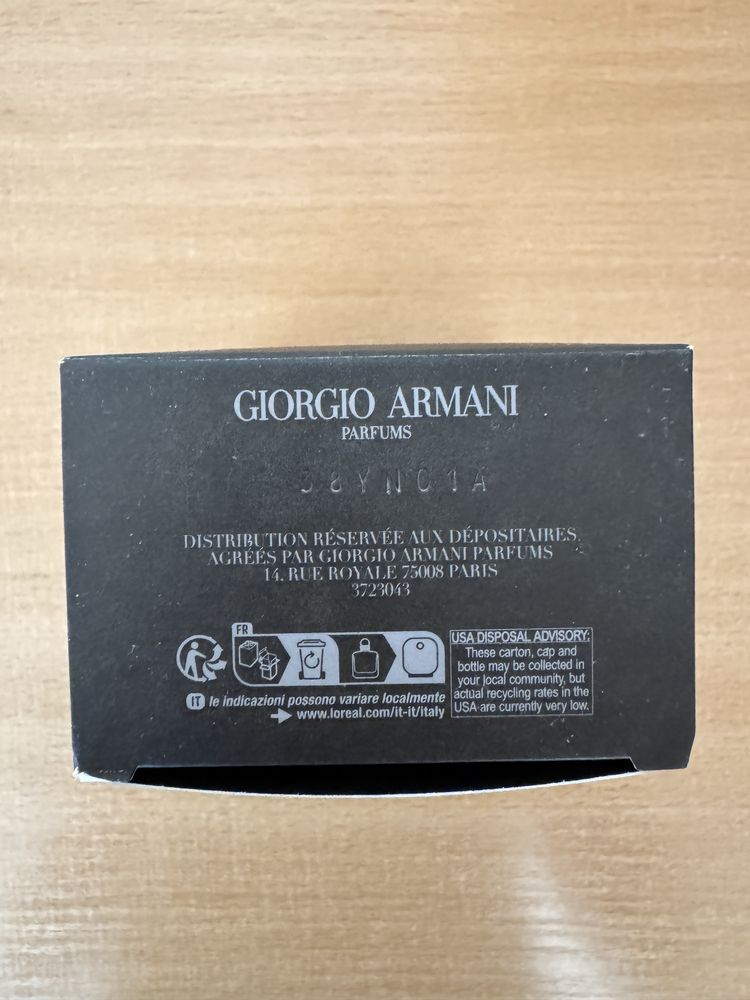 GIORGIO ARMANI
PARFUMS
38YNC1A
DISTRIBUTION RÉSERVÉE AUX DÉPOSITAIRES
AGRÉÉS PAR GIORGIO ARMANI PARFUMS
14, RUE ROYALE 75008 PARIS
3723043
FR
IT le indicazioni possono variare localmente
www.loreal.com/it-it/italy
USA DISPOSAL ADVISORY:
These carton, cap and
bottle may be collected in
your local community, but
actual recycling rates in the
USA are currently very low.